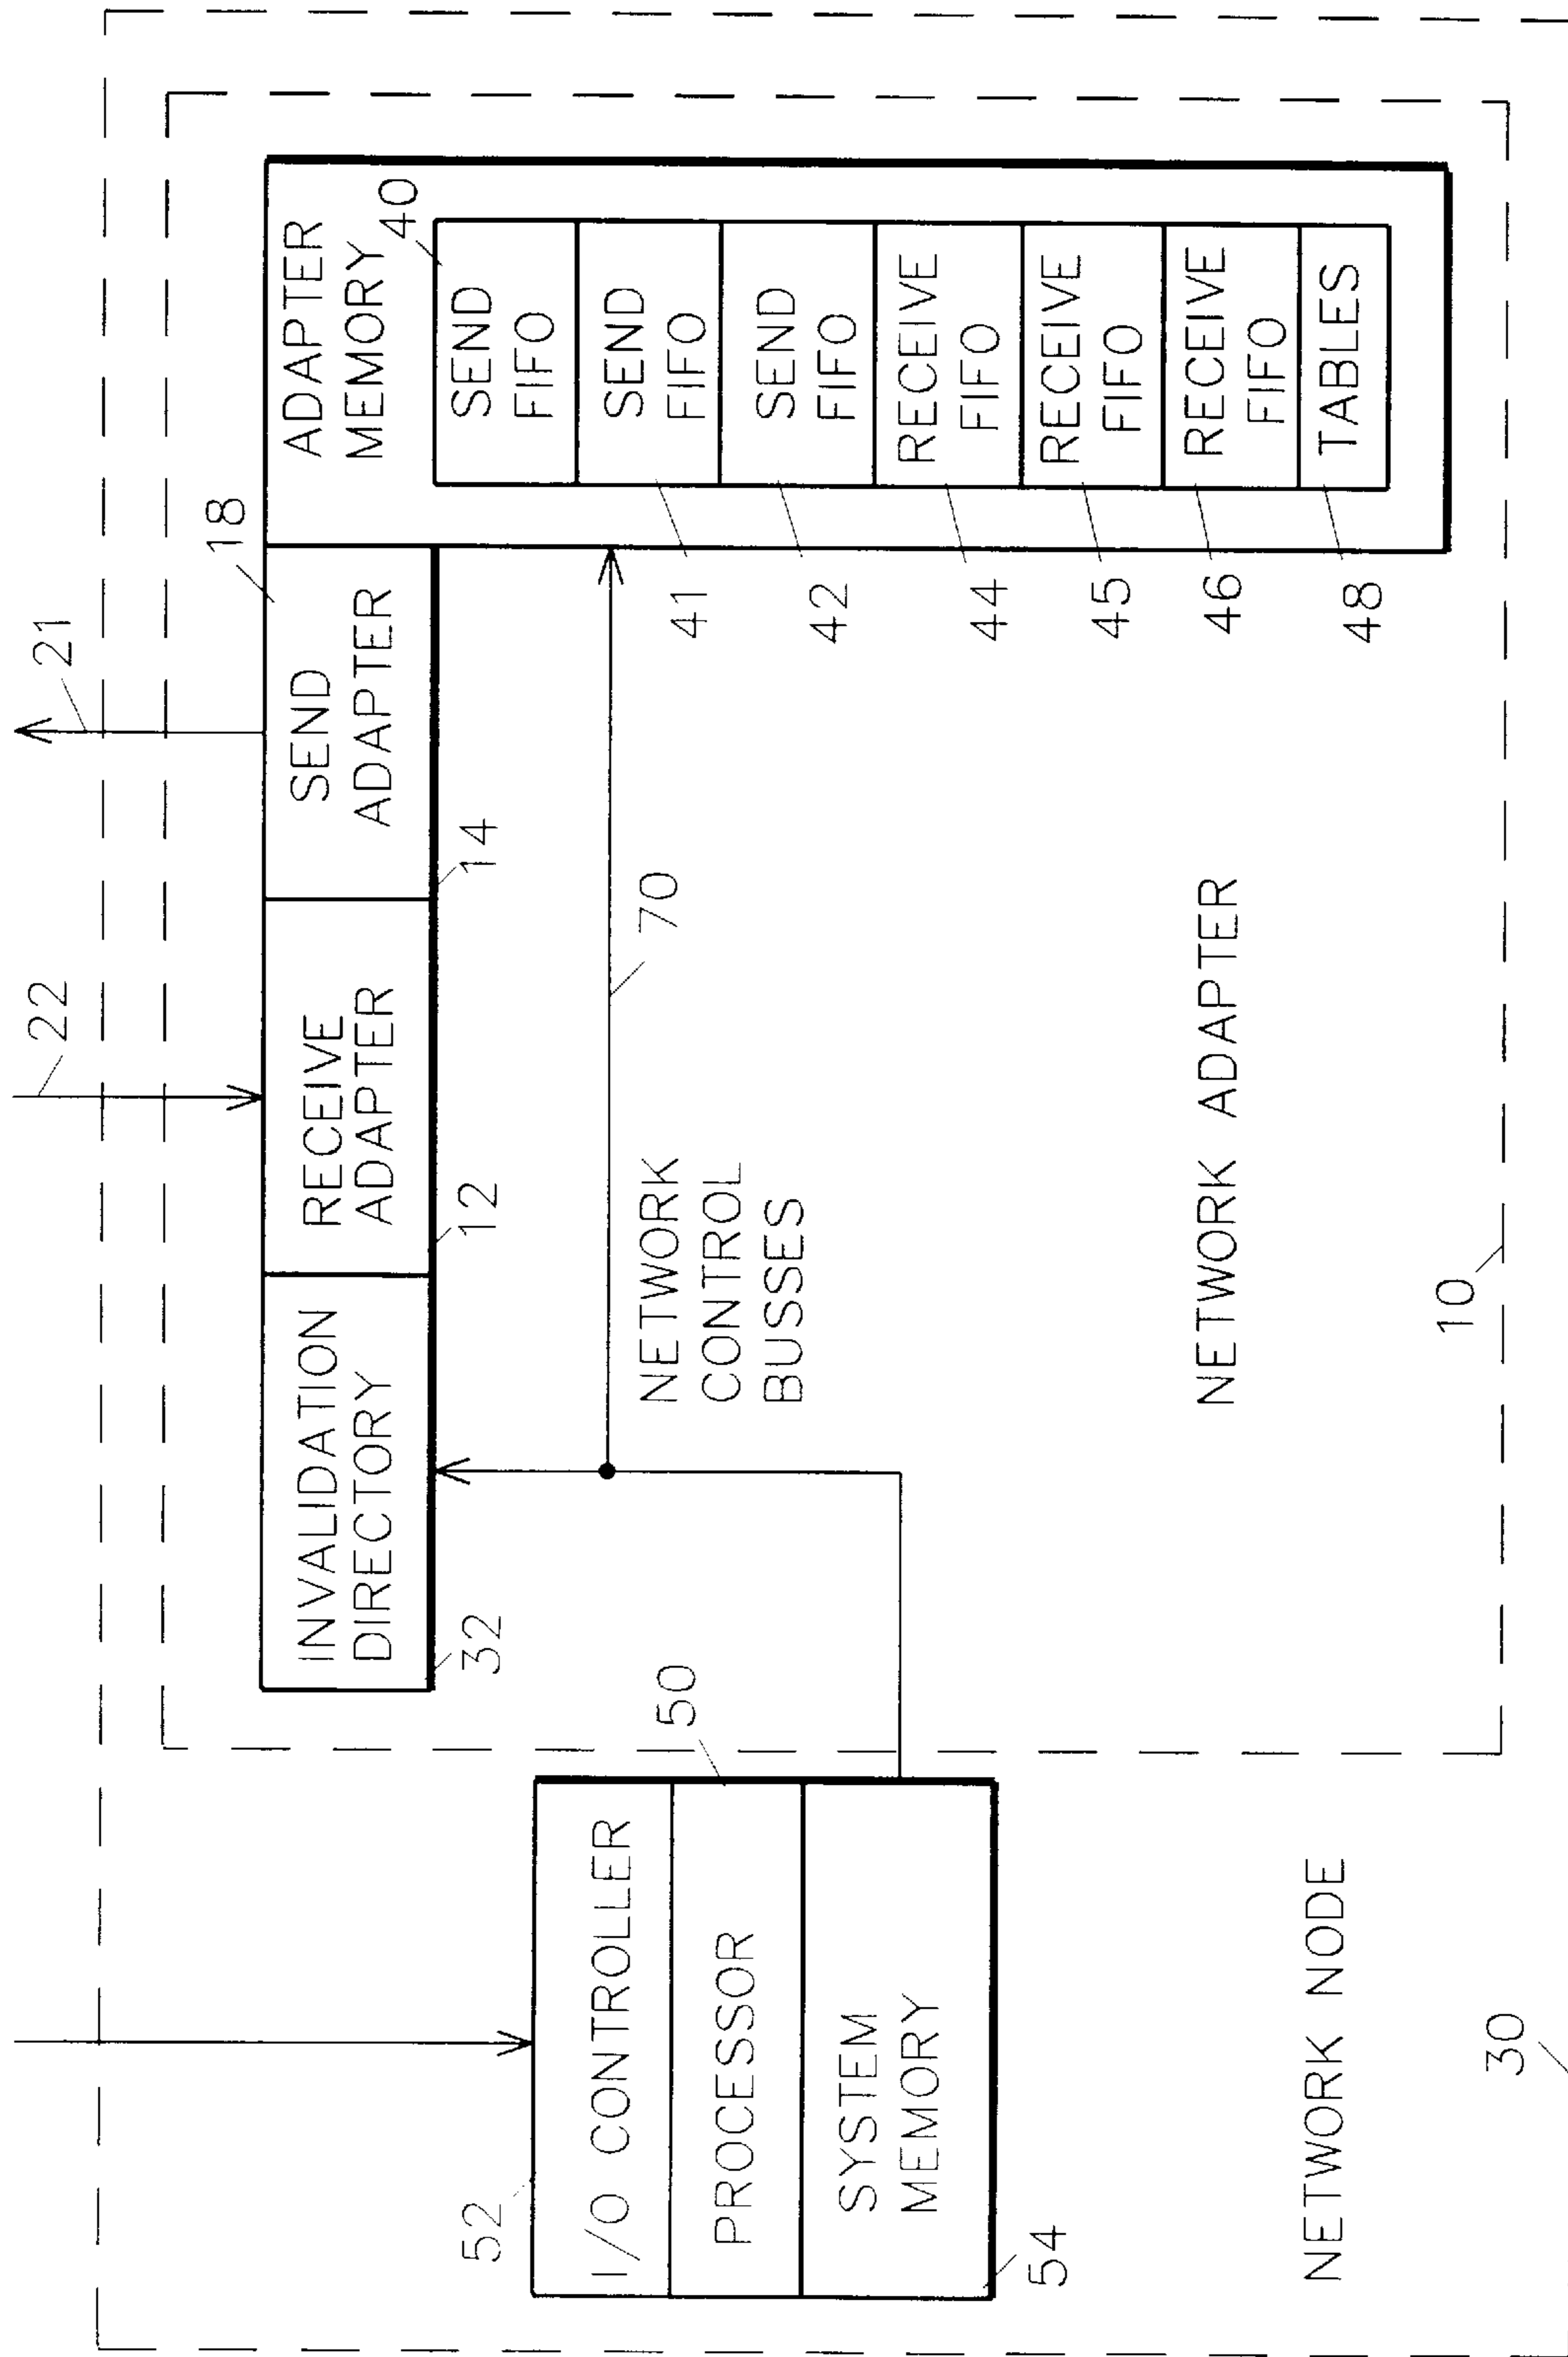 22
21
18
INVALIDATION
DIRECTORY
RECEIVE
ADAPTER
SEND
ADAPTER
ADAPTER
MEMORY
40
32
12
14
SEND
FIFO
SEND
FIFO
SEND
FIFO
RECEIVE
FIFO
RECEIVE
FIFO
RECEIVE
FIFO
TABLES
41
42
44
45
46
48
70
NETWORK
CONTROL
BUSSES
52
50
I/O CONTROLLER
PROCESSOR
SYSTEM
MEMORY
54
NETWORK ADAPTER
10
NETWORK NODE
30